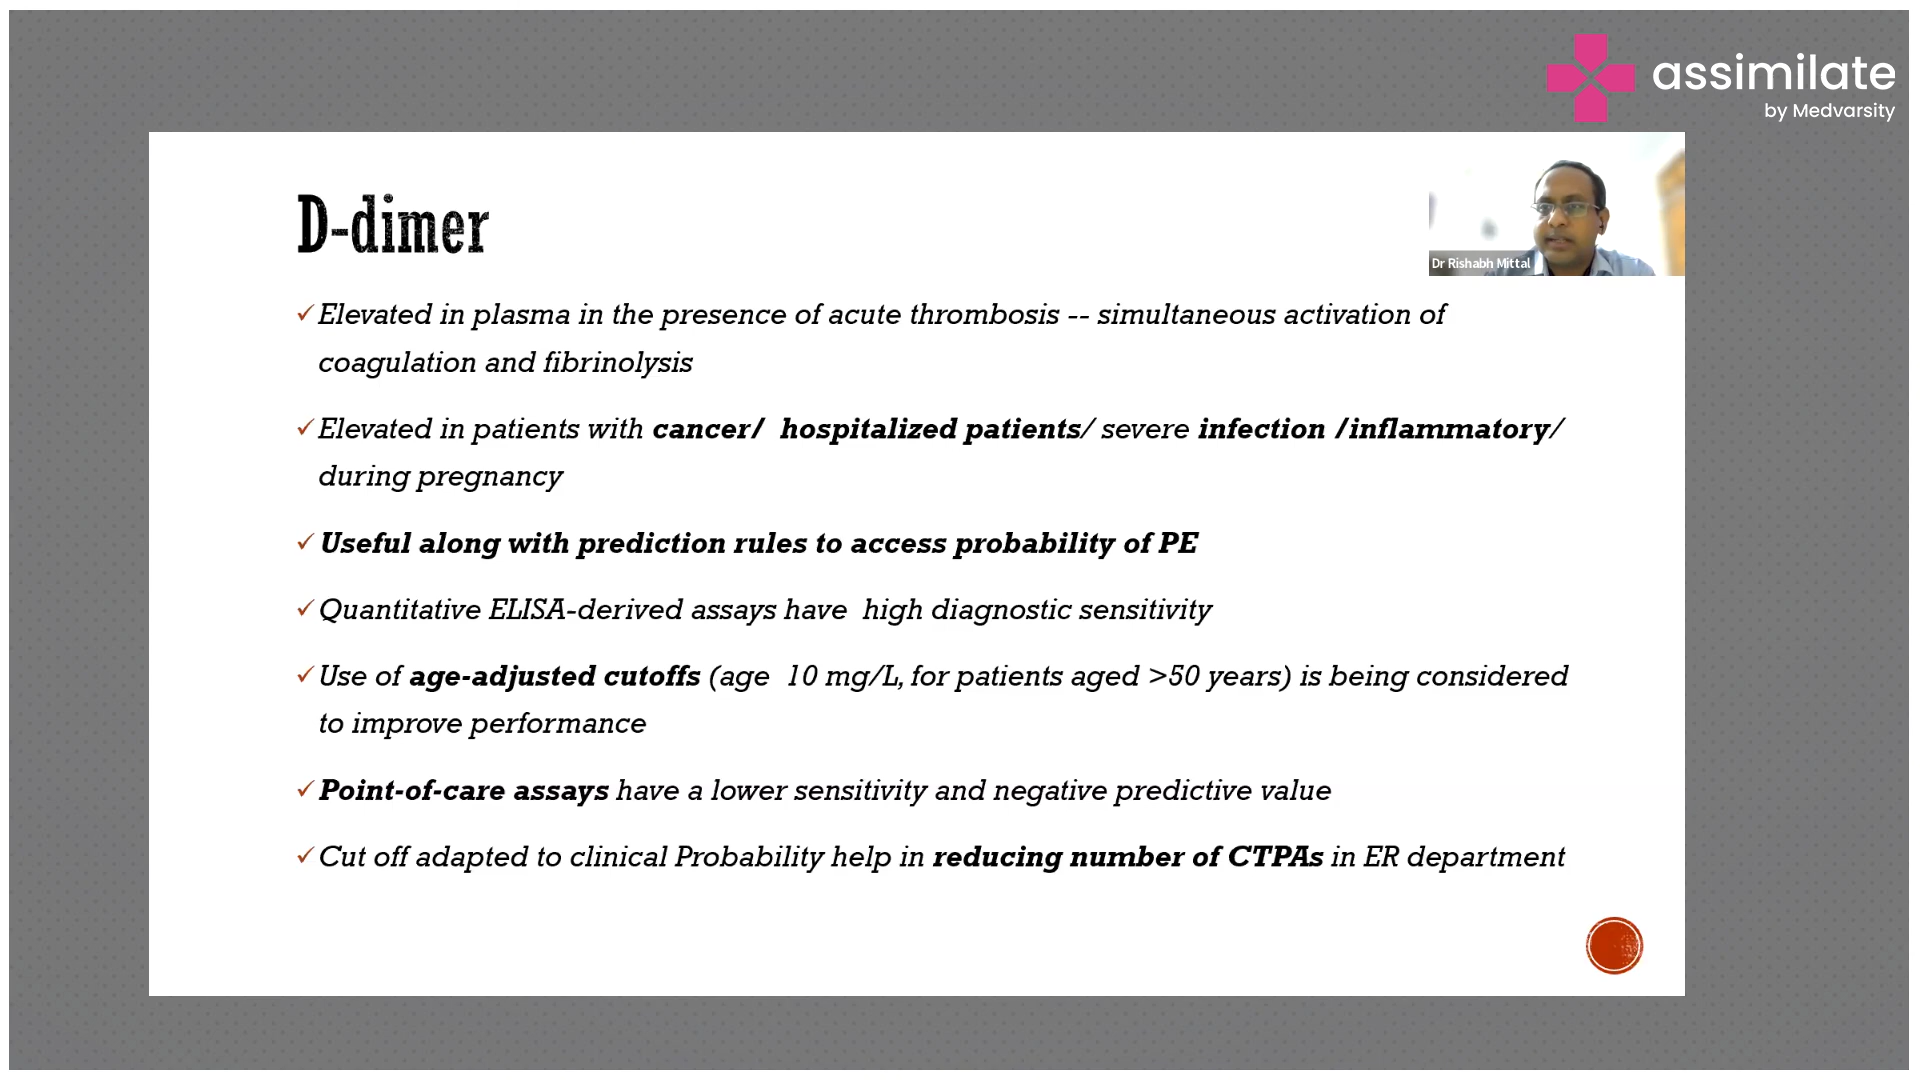 assimilate
by Medvarsity
D-dimer
Dr Rishabh Mittal
✓Elevated in plasma in the presence of acute thrombosis -- simultaneous activation of
coagulation and fibrinolysis
✓Elevated in patients with cancer/ hospitalized patients/ severe infection /inflammatory/
during pregnancy
✓Useful along with prediction rules to access probability of PE
✓Quantitative ELISA-derived assays have high diagnostic sensitivity
✓Use of age-adjusted cutoffs (age 10 mg/L, for patients aged >50 years) is being considered
to improve performance
✓Point-of-care assays have a lower sensitivity and negative predictive value
✓Cut off adapted to clinical Probability help in reducing number of CTPAs in ER department